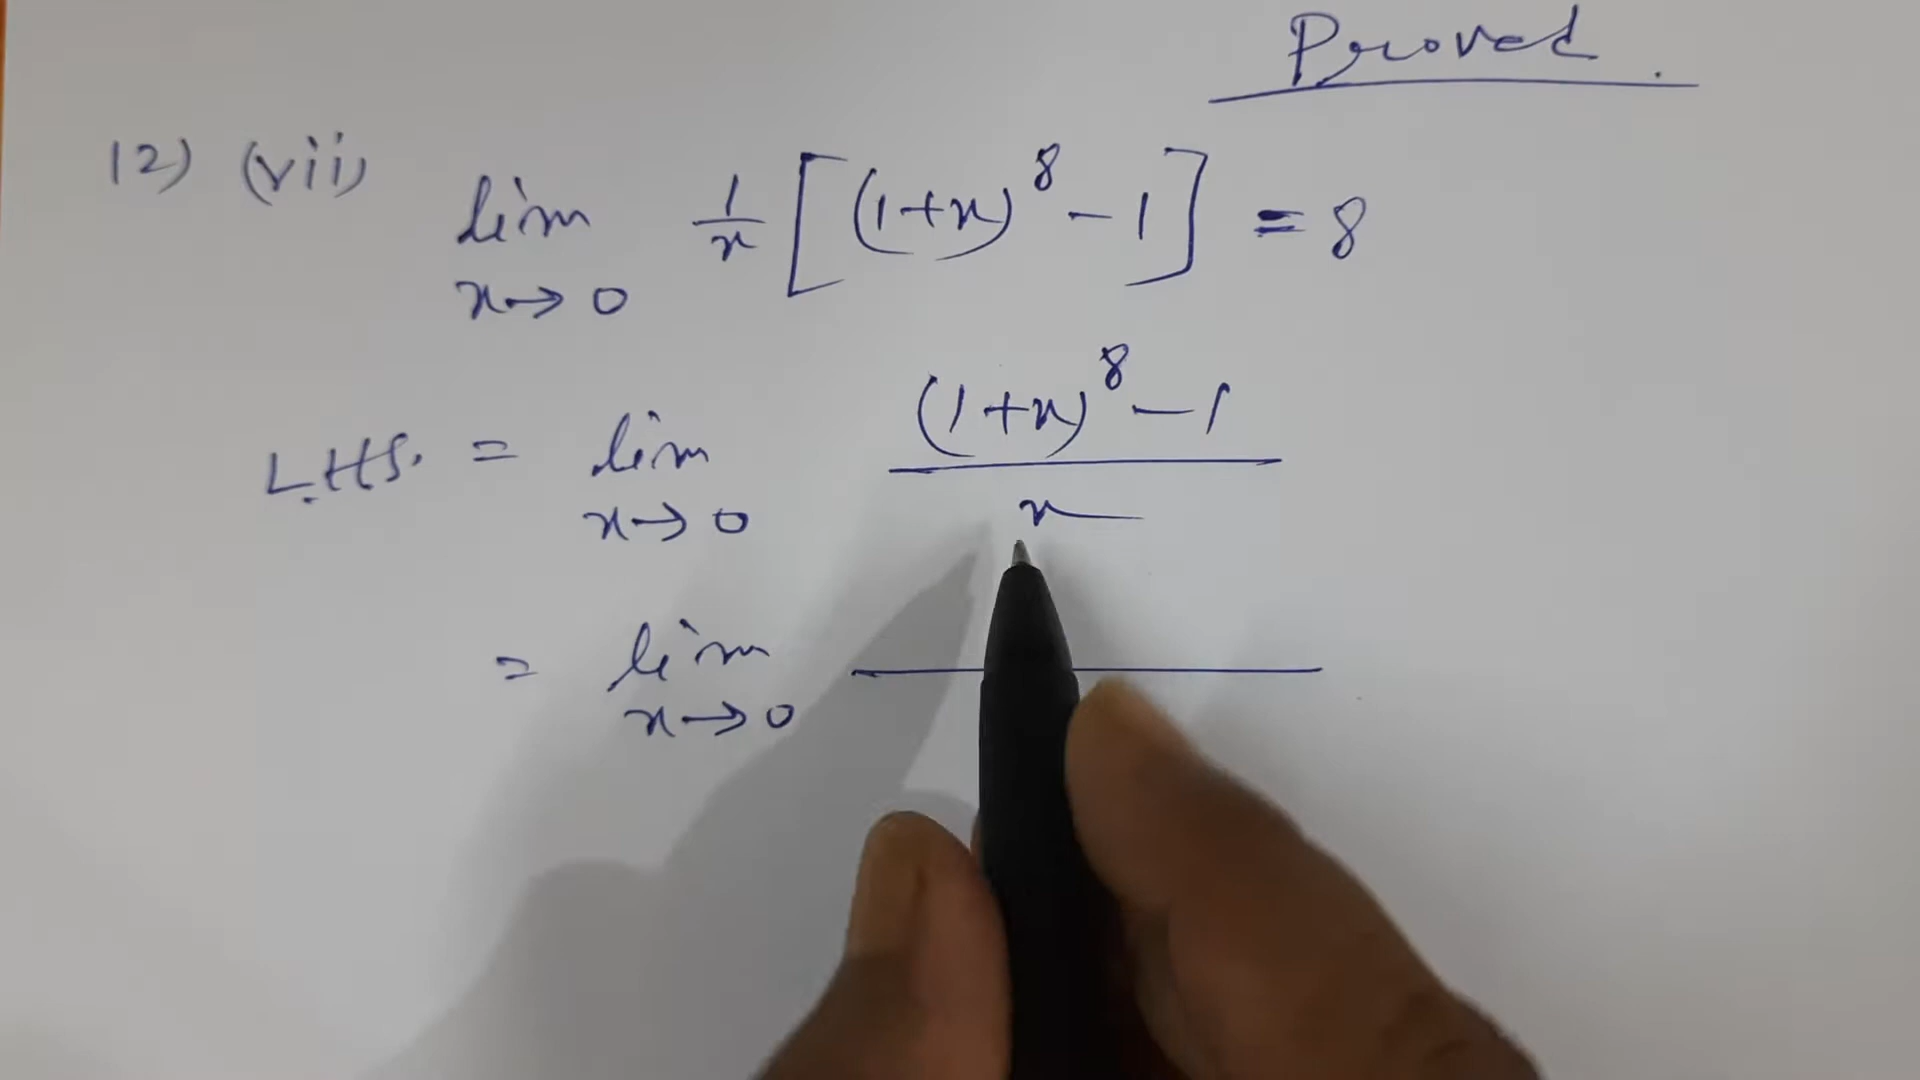 Proved.
12) (vii) lim x→0 1/x [(1+x)^8 - 1] = 8
L.H.S. = lim x→0 ((1+x)^8 - 1)/x
= lim x→0